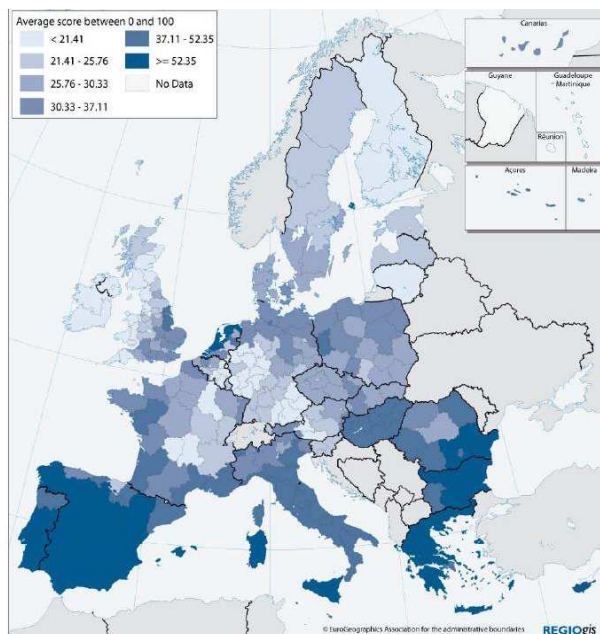 Average score between 0 and 100
< 21.41
21.41 - 25.76
25.76 - 30.33
30.33 - 37.11
37.11 - 52.35
>= 52.35
No Data
Canarias
Guyane
Guadeloupe
Martinique
Réunion
Açores
Madeira
© EuroGeographics Association for the administrative boundaries
REGIOgis